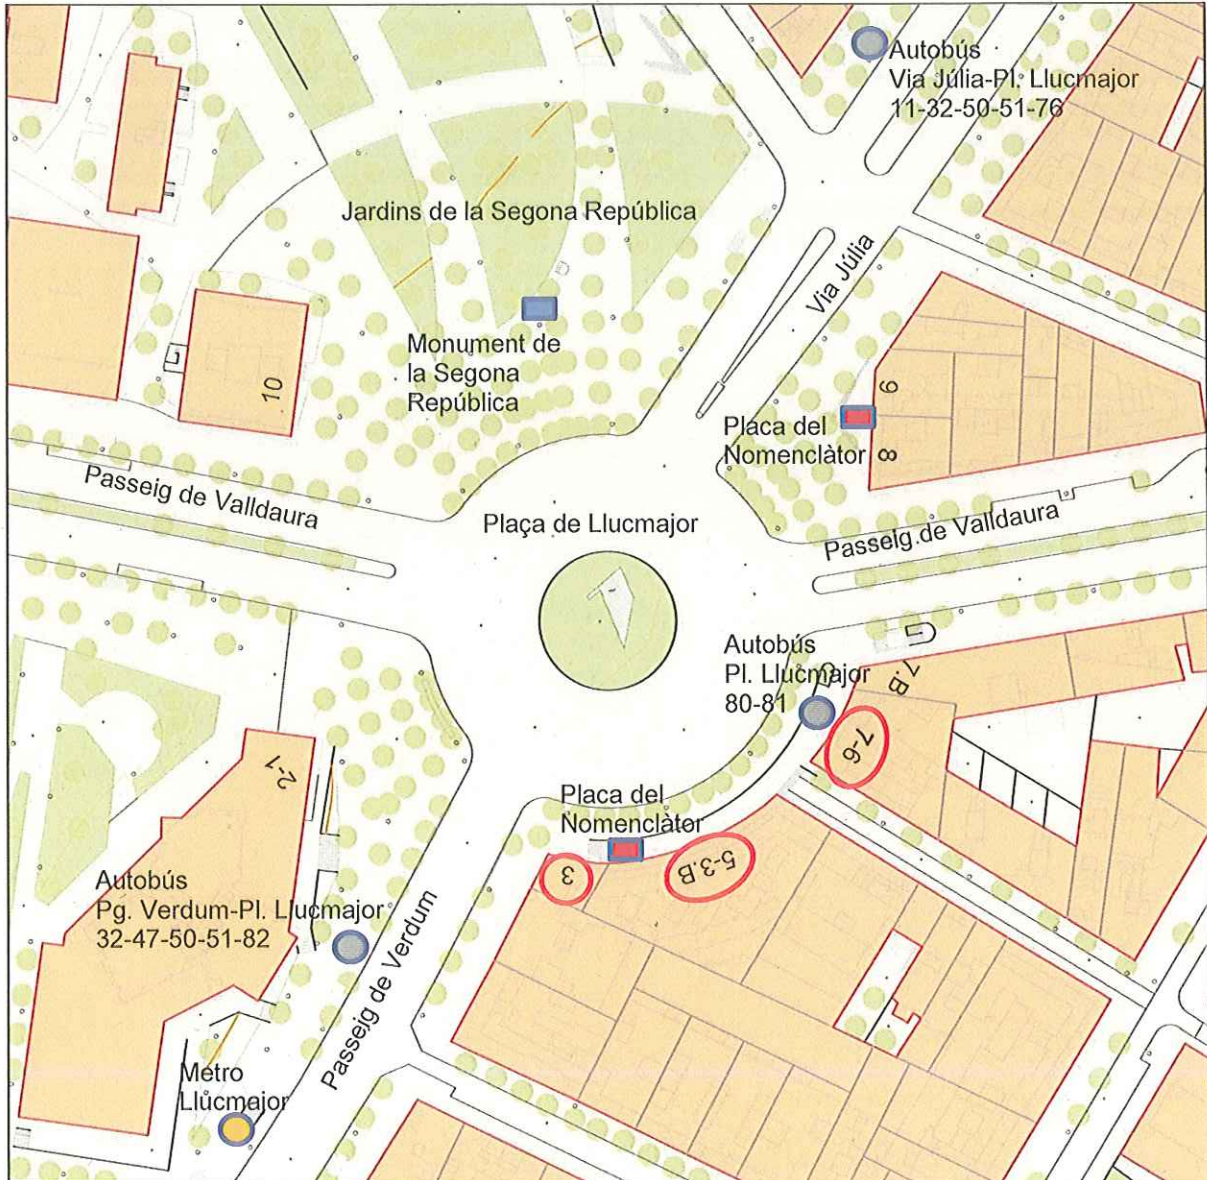 Autobús
Via Júlia-Pl. Llucmajor
11-32-50-51-76
Jardins de la Segona República
Via Júlia
Monument de
la Segona
República
10
9
Placa del
Nomenclàtor
8
Passeig de Valldaura
Plaça de Llucmajor
Passeig de Valldaura
Autobús
Pl. Llucmajor
80-81
7.B
7-6
2-1
Placa del
Nomenclàtor
3
5-3.B
Autobús
Pg. Verdum-Pl. Llucmajor
32-47-50-51-82
Passeig de Verdum
Metro
Llucmajor